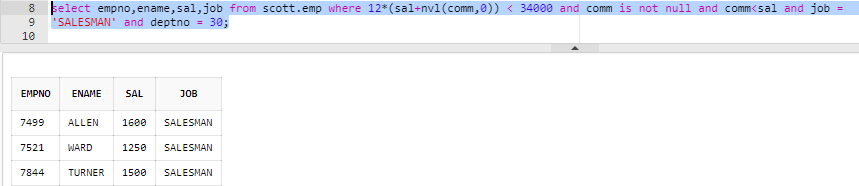 8 select empno,ename,sal,job from scott.emp where 12*(sal+nvl(comm,0)) < 34000 and comm is not null and comm<sal and job =
9 'SALESMAN' and deptno = 30;
10
EMPNO ENAME SAL JOB
7499 ALLEN 1600 SALESMAN
7521 WARD 1250 SALESMAN
7844 TURNER 1500 SALESMAN